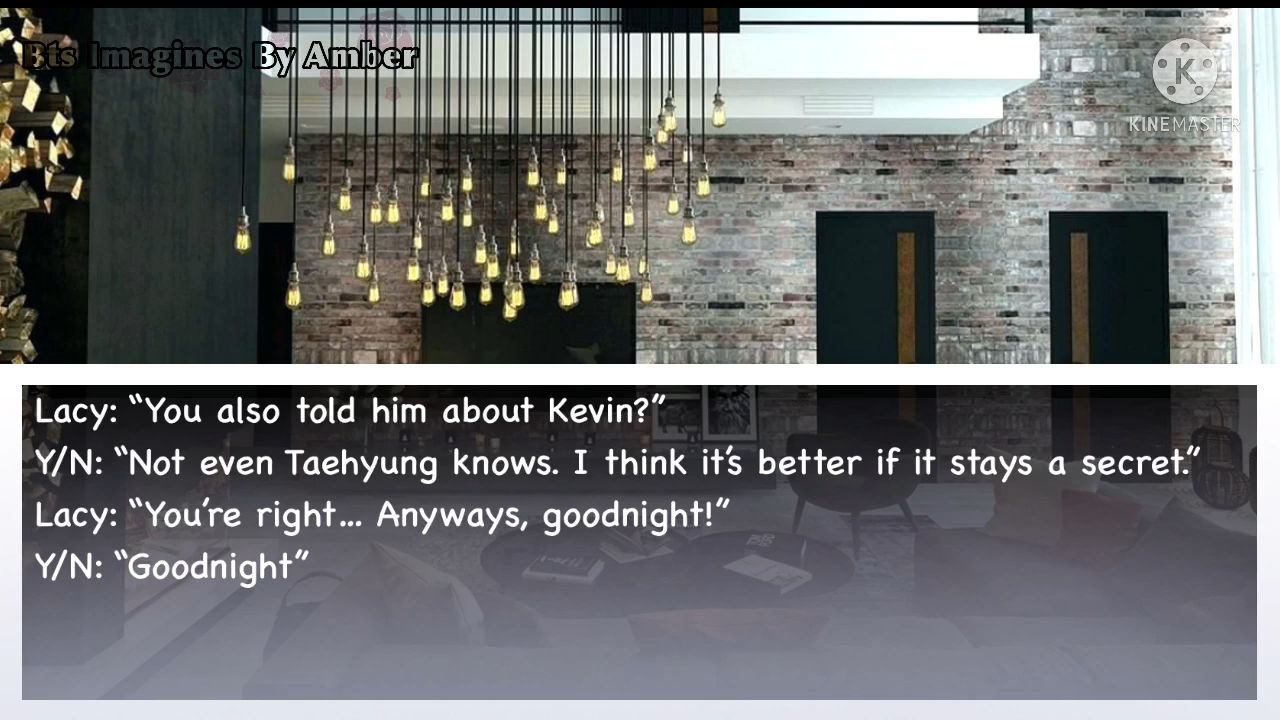 Bts Imagines By Amber
K
KINEMASTER
Lacy: “You also told him about Kevin?”
Y/N: “Not even Taehyung knows. I think it’s better if it stays a secret.”
Lacy: “You’re right... Anyways, goodnight!”
Y/N: “Goodnight”